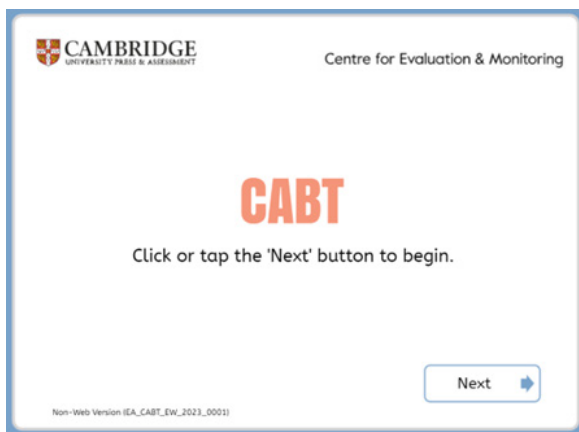 CAMBRIDGE
UNIVERSITY PRESS & ASSESSMENT
Centre for Evaluation & Monitoring
CABT
Click or tap the 'Next' button to begin.
Next
Non-Web Version (EA_CABT_EW_2023_0001)